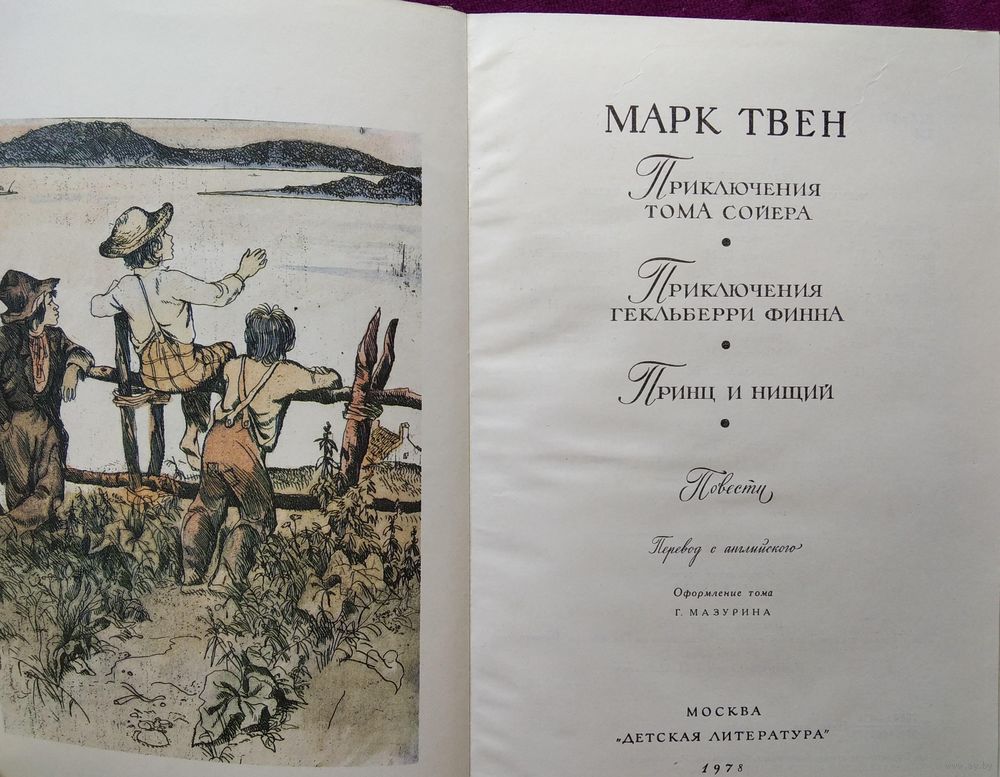 МАРК ТВЕН
ПРИКЛЮЧЕНИЯ
ТОМА СОЙЕРА
•
ПРИКЛЮЧЕНИЯ
ГЕКЛЬБЕРРИ ФИННА
•
ПРИНЦ И НИЩИЙ
•
Повести
Перевод с английского
Оформление тома
Г. МАЗУРИНА
МОСКВА
"ДЕТСКАЯ ЛИТЕРАТУРА"
1978